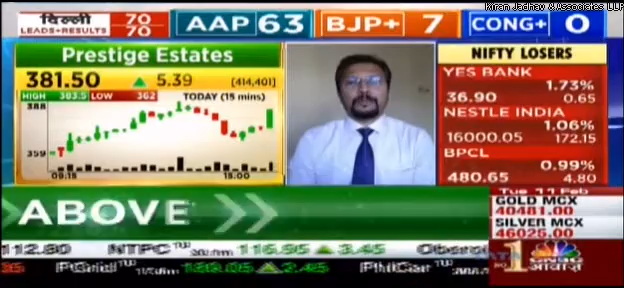 Kiran Jadhav & Associates LLP
दिल्ली
LEADS+RESULTS
70
70
AAP 63
BJP+ 7
CONG+ 0
Prestige Estates
381.50 ▲ 5.39 [414,401]
HIGH 383.5 LOW 362 TODAY (15 mins)
388
359
09:15 15:00
NIFTY LOSERS
YES BANK
1.73%
36.90 0.65
NESTLE INDIA
1.06%
16000.05 172.15
BPCL
0.99%
480.65 4.80
ABOVE
Tue 11 Feb
GOLD MCX
40481.00
SILVER MCX
46025.00
112.80 NTPC 116.95 ▲ 3.45
PGrid ▲
1
CNBC
आवाज़